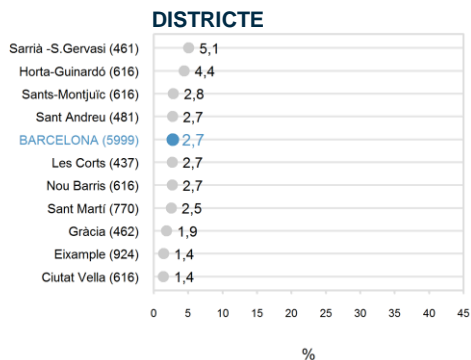 DISTRICTE
Sarrià -S.Gervasi (461) 5,1
Horta-Guinardó (616) 4,4
Sants-Montjuïc (616) 2,8
Sant Andreu (481) 2,7
BARCELONA (5999) 2,7
Les Corts (437) 2,7
Nou Barris (616) 2,7
Sant Martí (770) 2,5
Gràcia (462) 1,9
Eixample (924) 1,4
Ciutat Vella (616) 1,4
0 5 10 15 20 25 30 35 40 45
%